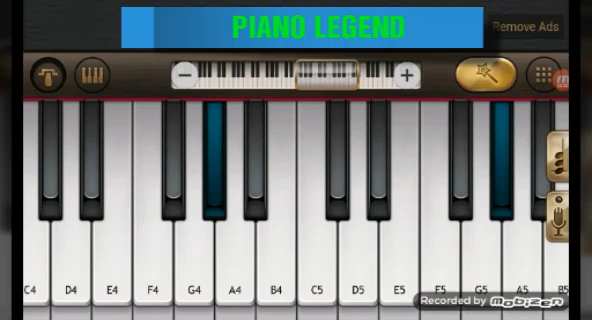 PIANO LEGEND
Remove Ads
C4 D4 E4 F4 G4 A4 B4 C5 D5 E5 F5 G5 A5 B5
Recorded by mobizen